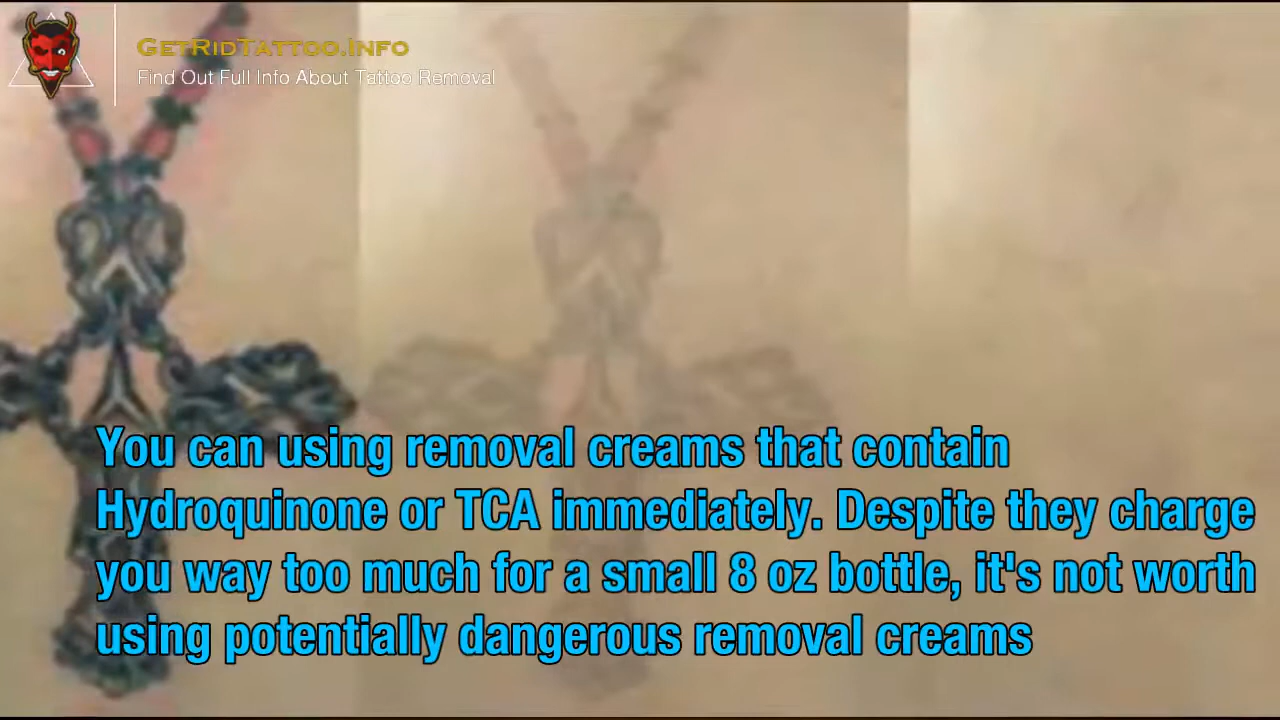 GetRidTattoo.Info
Find Out Full Info About Tattoo Removal
You can using removal creams that contain
Hydroquinone or TCA immediately. Despite they charge
you way too much for a small 8 oz bottle, it's not worth
using potentially dangerous removal creams